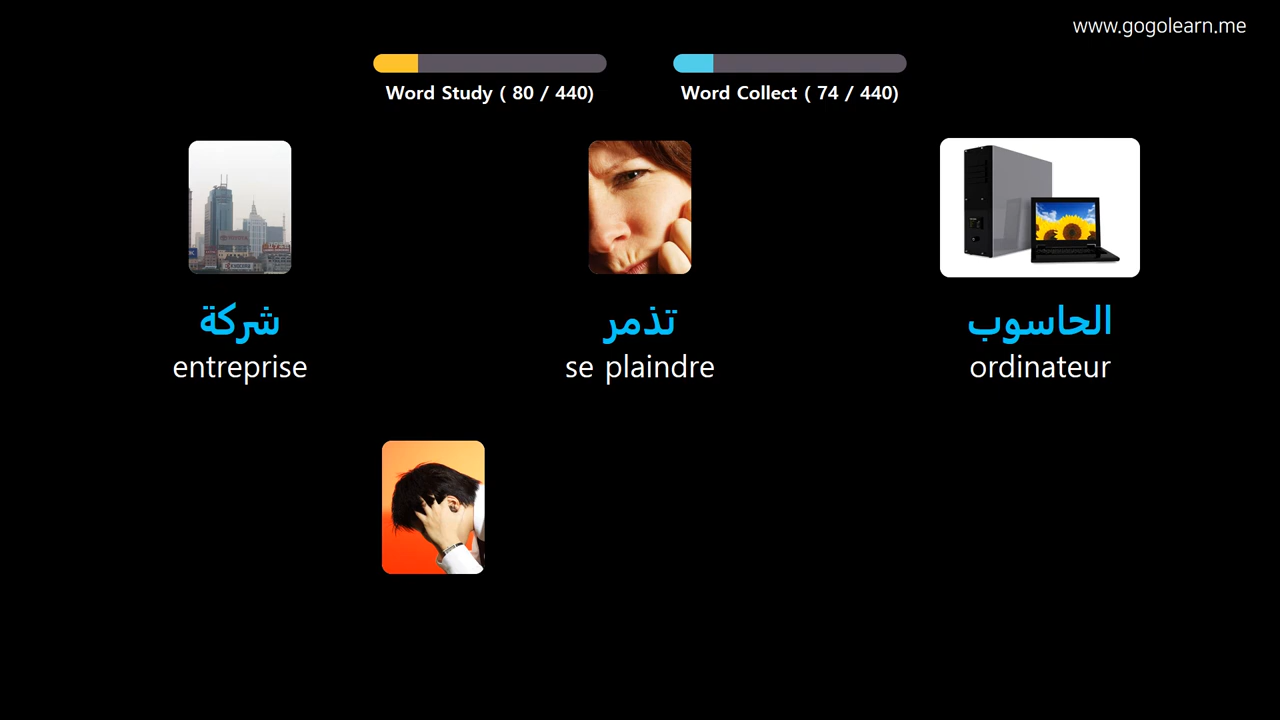 www.gogolearn.me
Word Study ( 80 / 440)
Word Collect ( 74 / 440)
شركة
entreprise
تذمر
se plaindre
الحاسوب
ordinateur